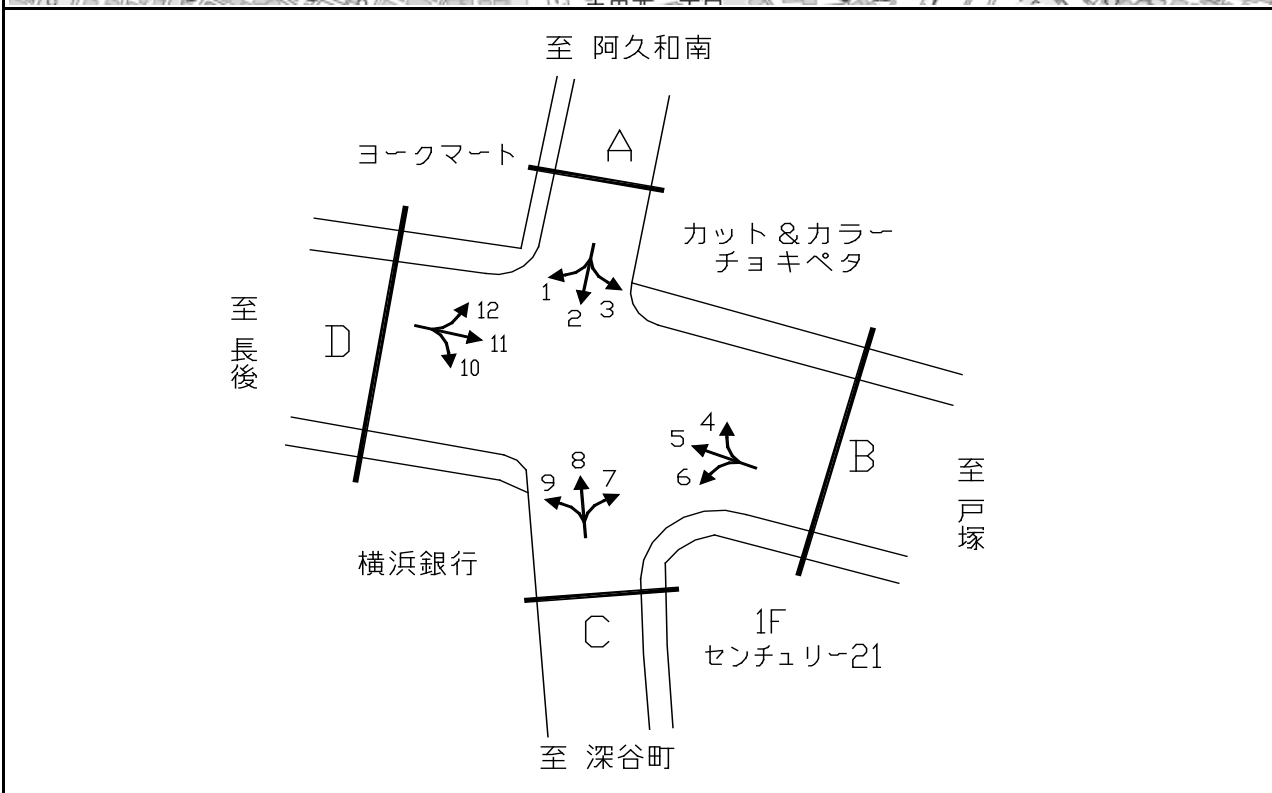 至 阿久和南
ヨークマート
A
カット＆カラー
チョキペタ
1
2
3
12
11
10
至 長後
D
4
5
6
B
至 戸塚
9
8
7
横浜銀行
C
1F
センチュリー21
至 深谷町